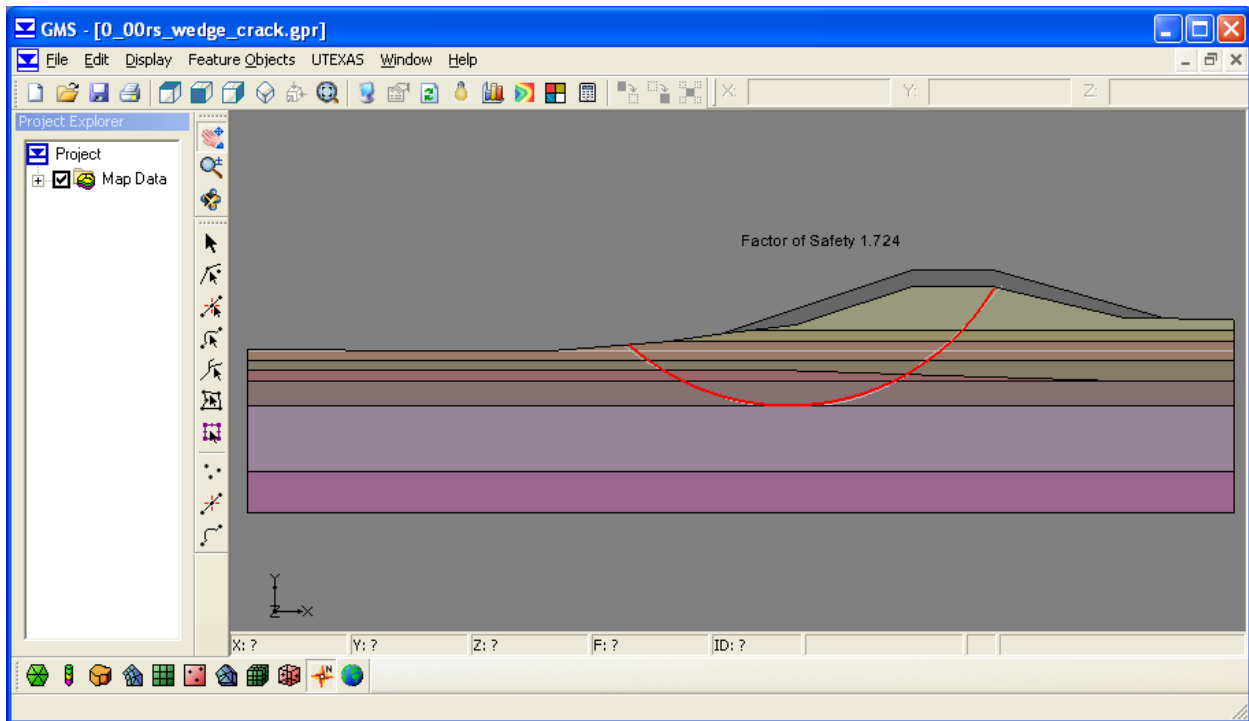 GMS - [0_00rs_wedge_crack.gpr]
File Edit Display Feature Objects UTEXAS Window Help
X: Y: Z:
Project Explorer
Project
Map Data
Factor of Safety 1.724
Y
Z X
X: ? Y: ? Z: ? F: ? ID: ?
N